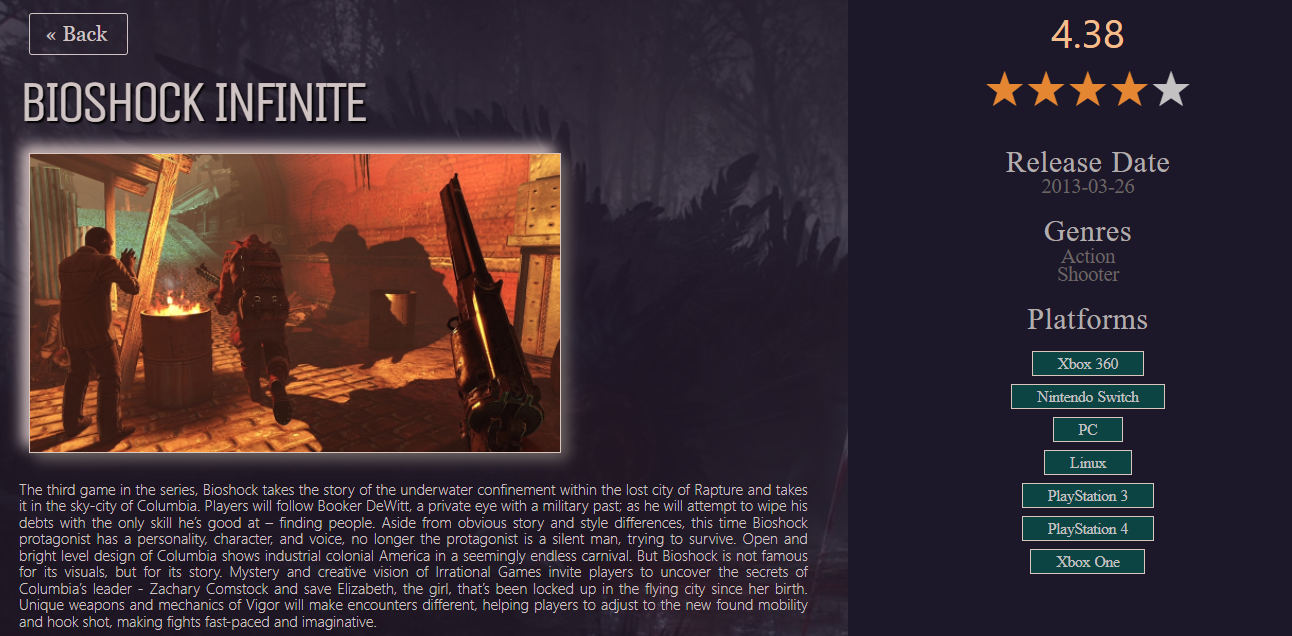 « Back
BIOSHOCK INFINITE
The third game in the series, Bioshock takes the story of the underwater confinement within the lost city of Rapture and takes
it in the sky-city of Columbia. Players will follow Booker DeWitt, a private eye with a military past; as he will attempt to wipe his
debts with the only skill he's good at – finding people. Aside from obvious story and style differences, this time Bioshock
protagonist has a personality, character, and voice, no longer the protagonist is a silent man, trying to survive. Open and
bright level design of Columbia shows industrial colonial America in a seemingly endless carnival. But Bioshock is not famous
for its visuals, but for its story. Mystery and creative vision of Irrational Games invite players to uncover the secrets of
Columbia's leader - Zachary Comstock and save Elizabeth, the girl, that's been locked up in the flying city since her birth.
Unique weapons and mechanics of Vigor will make encounters different, helping players to adjust to the new found mobility
and hook shot, making fights fast-paced and imaginative.
4.38
Release Date
2013-03-26
Genres
Action
Shooter
Platforms
Xbox 360
Nintendo Switch
PC
Linux
PlayStation 3
PlayStation 4
Xbox One